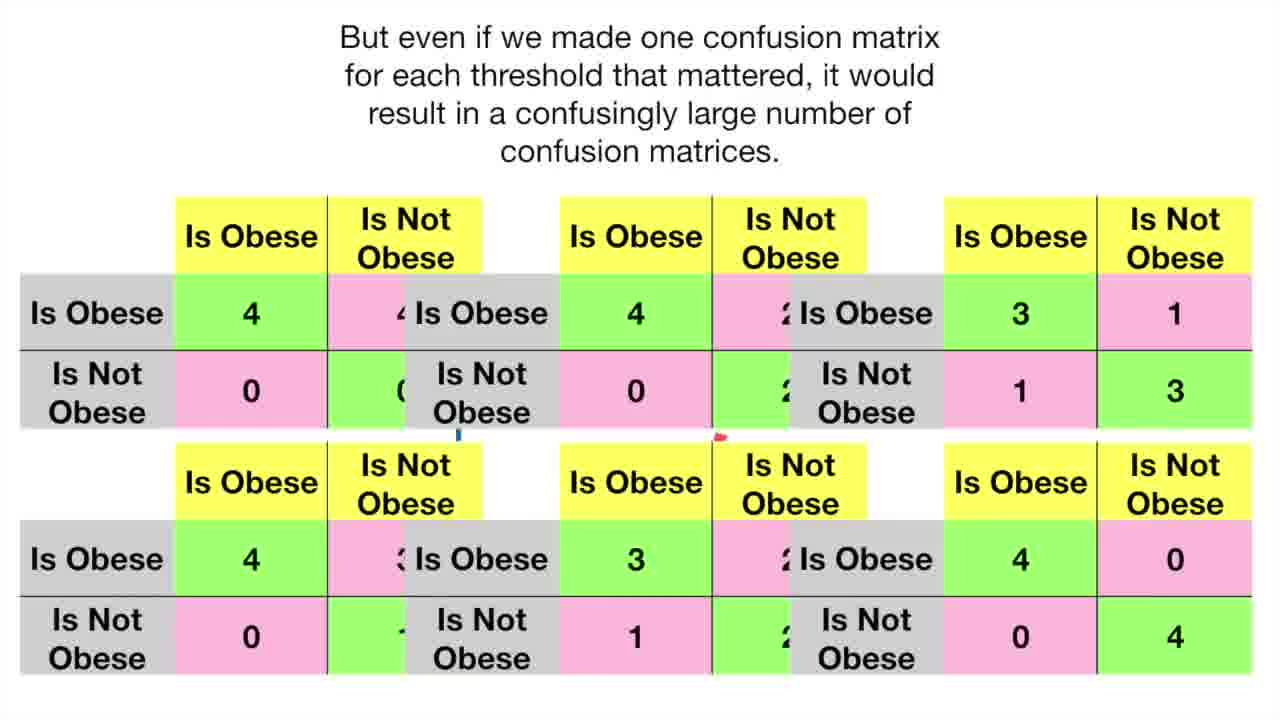 But even if we made one confusion matrix
for each threshold that mattered, it would
result in a confusingly large number of
confusion matrices.
Is Obese Is Not Obese Is Obese Is Not Obese Is Obese Is Not Obese
Is Obese 4 Is Obese 4 Is Obese 3 1
Is Not Obese 0 Is Not Obese 0 Is Not Obese 1 3
Is Obese Is Not Obese Is Obese Is Not Obese Is Obese Is Not Obese
Is Obese 4 Is Obese 3 Is Obese 4 0
Is Not Obese 0 Is Not Obese 1 Is Not Obese 0 4